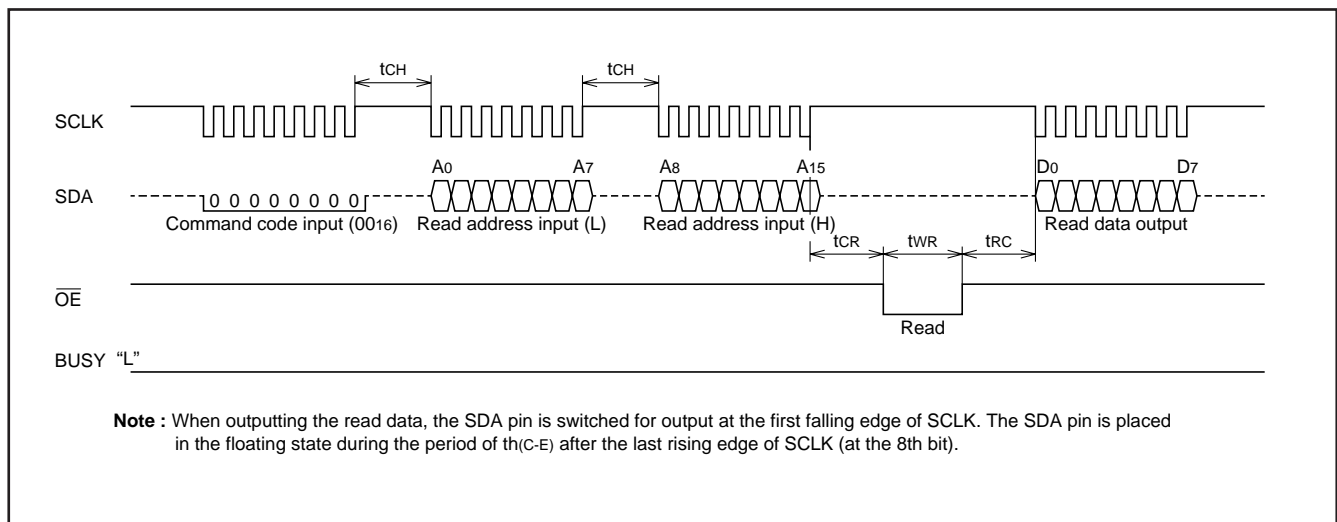 tCH tCH
SCLK
A0 A7 A8 A15 D0 D7
SDA 0 0 0 0 0 0 0 0
Command code input (0016) Read address input (L) Read address input (H) Read data output
tCR tWR tRC
OE
Read
BUSY “L”
Note : When outputting the read data, the SDA pin is switched for output at the first falling edge of SCLK. The SDA pin is placed
in the floating state during the period of th(C-E) after the last rising edge of SCLK (at the 8th bit).